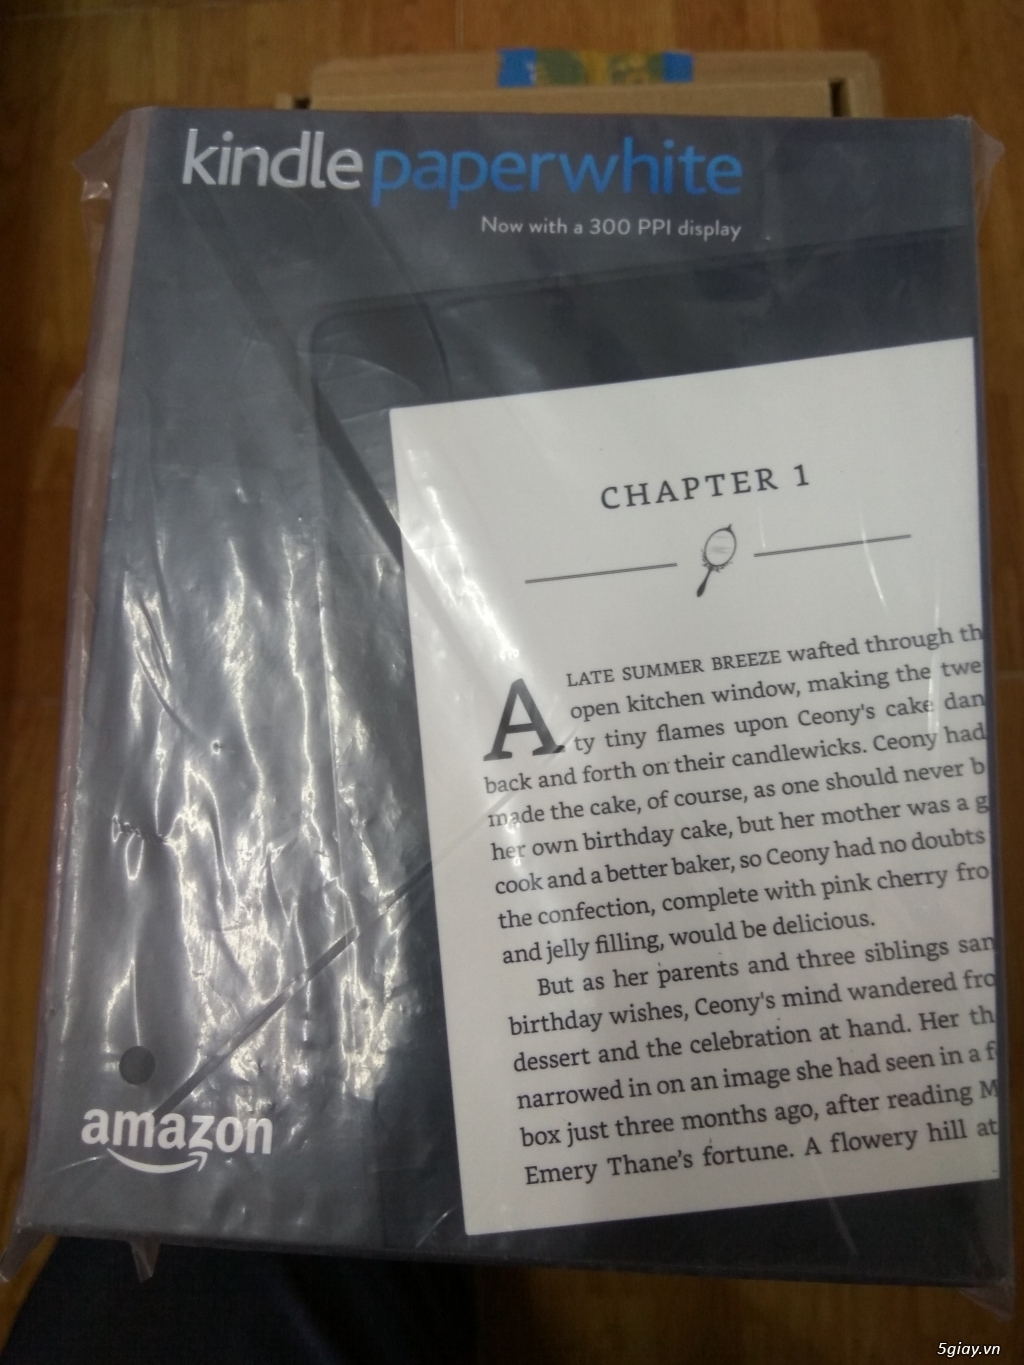 kindle paperwhite
Now with a 300 PPI display
CHAPTER 1
A LATE SUMMER BREEZE wafted through th
open kitchen window, making the twe
ty tiny flames upon Ceony's cake dan
back and forth on their candlewicks. Ceony had
made the cake, of course, as one should never b
her own birthday cake, but her mother was a g
cook and a better baker, so Ceony had no doubts
the confection, complete with pink cherry fro
and jelly filling, would be delicious.
But as her parents and three siblings san
birthday wishes, Ceony's mind wandered fro
dessert and the celebration at hand. Her th
narrowed in on an image she had seen in a f
box just three months ago, after reading M
Emery Thane's fortune. A flowery hill at
amazon
5giay.vn